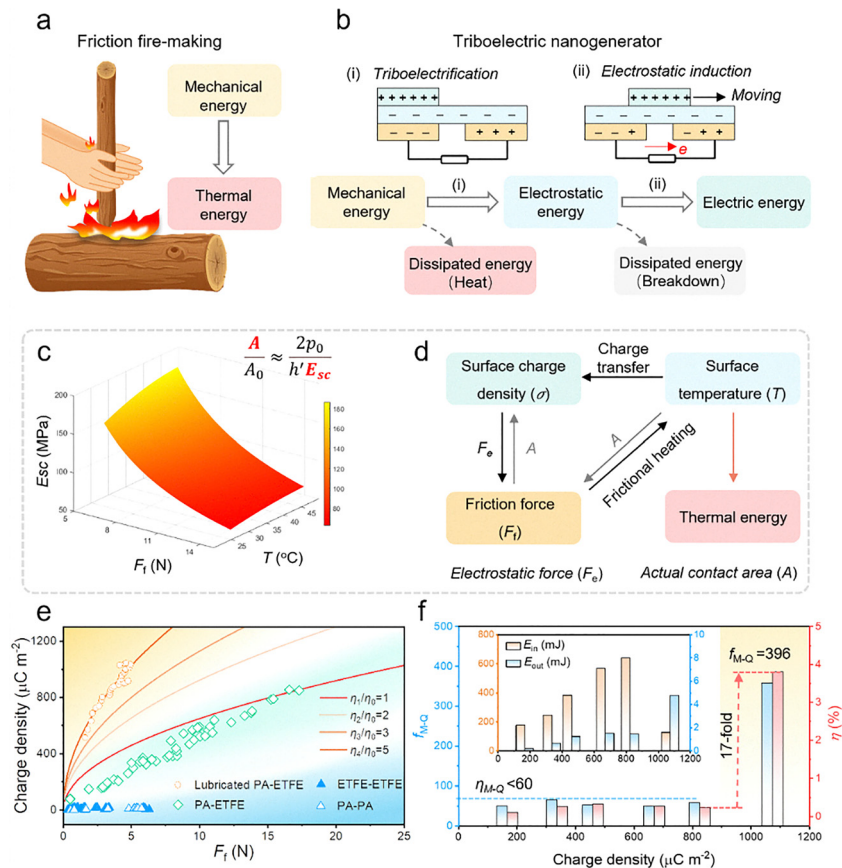 a
Friction fire-making
Mechanical
energy
Thermal
energy
b
Triboelectric nanogenerator
(i) Triboelectrification
(ii) Electrostatic induction
+ + + + + +
+ + + + + +
Moving
− − − − − −
− − − − − −
− − −
+ + +
− − +
− + +
e
Mechanical
energy
(i)
Electrostatic
energy
(ii)
Electric energy
Dissipated energy
(Heat)
Dissipated energy
(Breakdown)
c
A/A0 ≈ 2p0/h′Esc
Esc (MPa)
200
150
100
50
5
8
11
14
Ff (N)
25
30
35
40
45
T (°C)
180
160
140
120
100
80
d
Surface charge
density (σ)
Charge
transfer
Surface
temperature (T)
Fe
A
A
Frictional heating
Friction force
(Ff)
Thermal energy
Electrostatic force (Fe)
Actual contact area (A)
e
Charge density (μC m-2)
1200
800
400
0
η1/η0=1
η2/η0=2
η3/η0=3
η4/η0=5
Lubricated PA-ETFE
ETFE-ETFE
PA-ETFE
PA-PA
0 5 10 15 20 25
Ff (N)
f
fM-Q
500
400
300
200
100
0
800
600
400
200
0
Ein (mJ)
Eout (mJ)
10
8
6
4
2
0
0 200 400 600 800 1100
fM-Q =396
17-fold
ηM-Q <60
5
4
3
2
1
0
η (%)
0 200 400 600 800 1000 1200
Charge density (μC m-2)